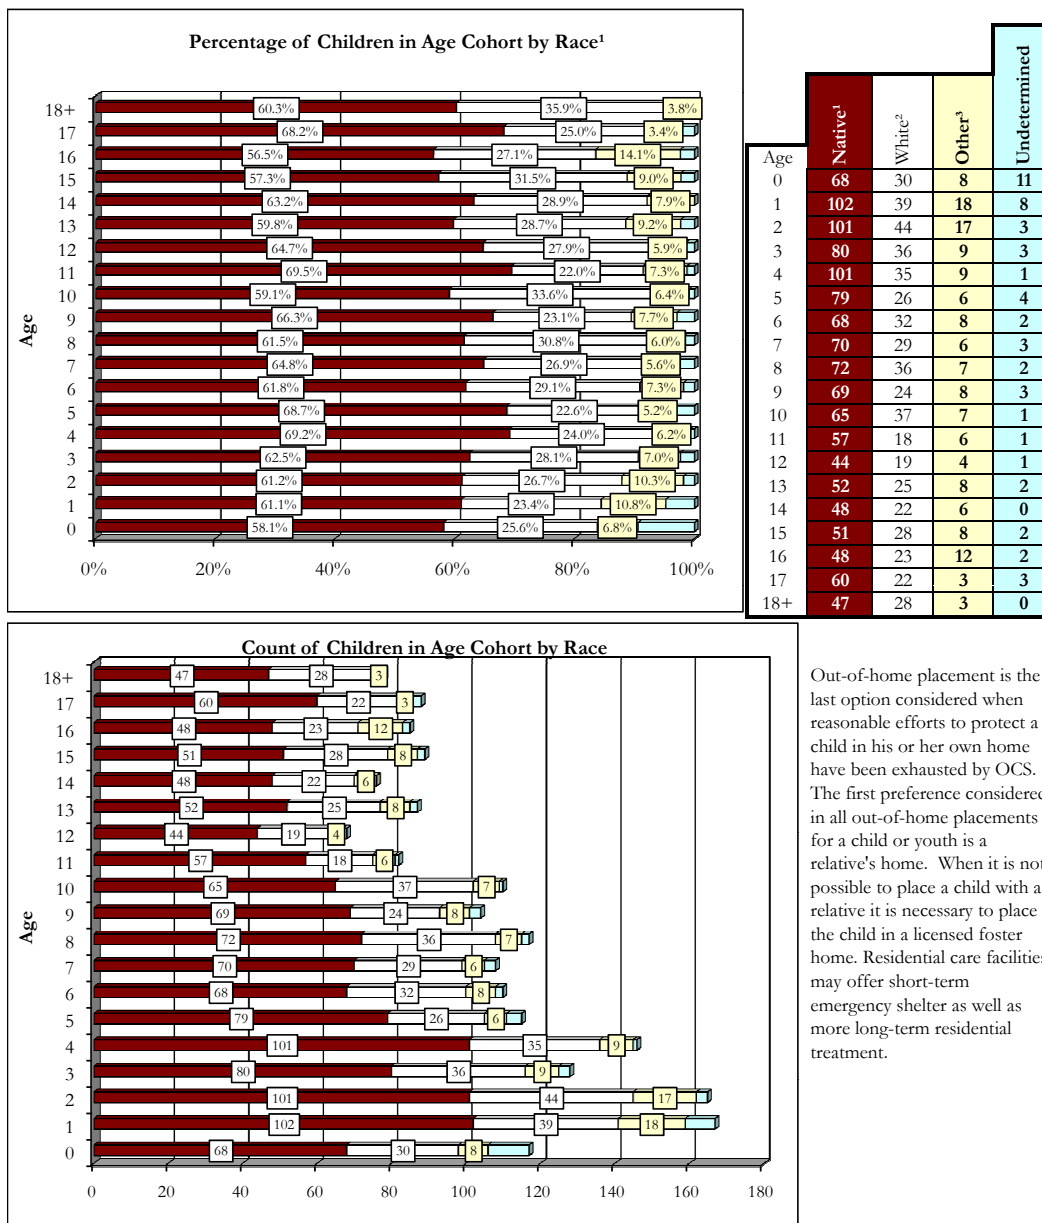 Percentage of Children in Age Cohort by Race¹
Age
18+ 60.3% 35.9% 3.8%
17 68.2% 25.0% 3.4%
16 56.5% 27.1% 14.1%
15 57.3% 31.5% 9.0%
14 63.2% 28.9% 7.9%
13 59.8% 28.7% 9.2%
12 64.7% 27.9% 5.9%
11 69.5% 22.0% 7.3%
10 59.1% 33.6% 6.4%
9 66.3% 23.1% 7.7%
8 61.5% 30.8% 6.0%
7 64.8% 26.9% 5.6%
6 61.8% 29.1% 7.3%
5 68.7% 22.6% 5.2%
4 69.2% 24.0% 6.2%
3 62.5% 28.1% 7.0%
2 61.2% 26.7% 10.3%
1 61.1% 23.4% 10.8%
0 58.1% 25.6% 6.8%
0% 20% 40% 60% 80% 100%
Age Native¹ White² Other³ Undetermined
0 68 30 8 11
1 102 39 18 8
2 101 44 17 3
3 80 36 9 3
4 101 35 9 1
5 79 26 6 4
6 68 32 8 2
7 70 29 6 3
8 72 36 7 2
9 69 24 8 3
10 65 37 7 1
11 57 18 6 1
12 44 19 4 1
13 52 25 8 2
14 48 22 6 0
15 51 28 8 2
16 48 23 12 2
17 60 22 3 3
18+ 47 28 3 0
Count of Children in Age Cohort by Race
Age
18+ 47 28 3
17 60 22 3
16 48 23 12
15 51 28 8
14 48 22 6
13 52 25 8
12 44 19 4
11 57 18 6
10 65 37 7
9 69 24 8
8 72 36 7
7 70 29 6
6 68 32 8
5 79 26 6
4 101 35 9
3 80 36 9
2 101 44 17
1 102 39 18
0 68 30 8
0 20 40 60 80 100 120 140 160 180
Out-of-home placement is the
last option considered when
reasonable efforts to protect a
child in his or her own home
have been exhausted by OCS.
The first preference considered
in all out-of-home placements
for a child or youth is a
relative's home. When it is not
possible to place a child with a
relative it is necessary to place
the child in a licensed foster
home. Residential care facilities
may offer short-term
emergency shelter as well as
more long-term residential
treatment.